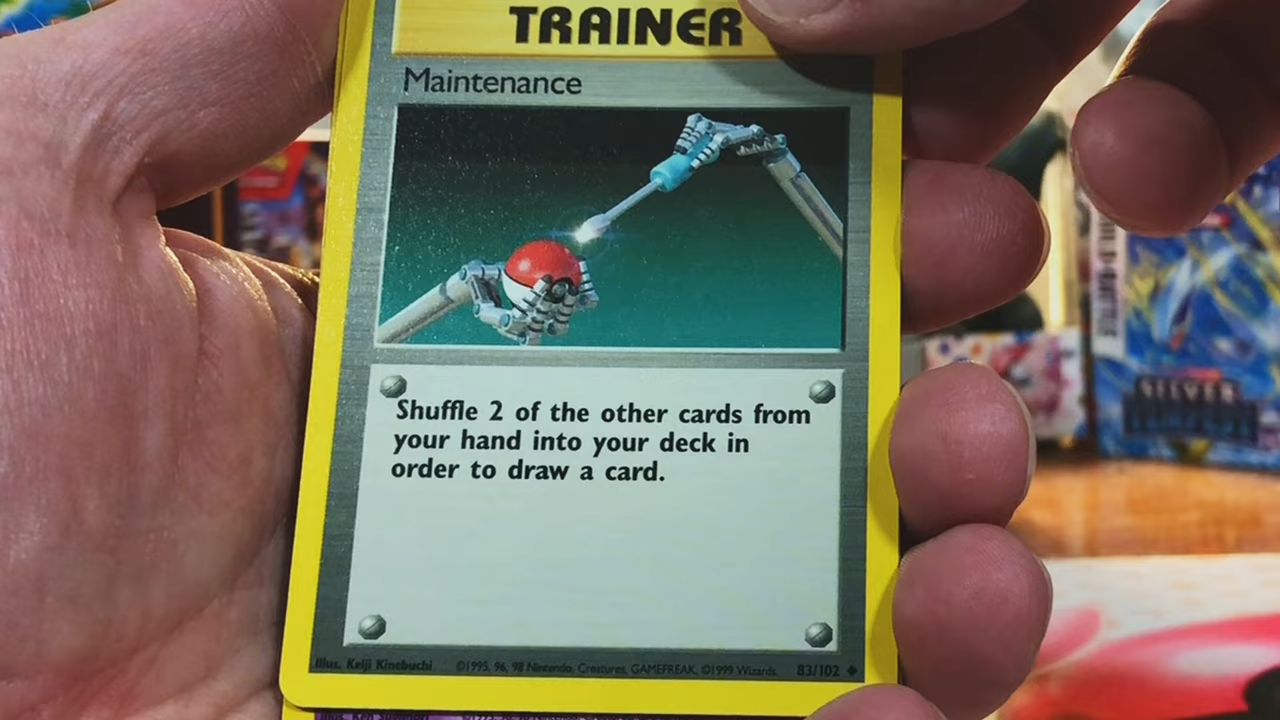 TRAINER
Maintenance
Shuffle 2 of the other cards from
your hand into your deck in
order to draw a card.
Illus. Keiji Kinebuchi ©1995, 96, 98 Nintendo, Creatures, GAMEFREAK. ©1999 Wizards. 83/102
SILVER